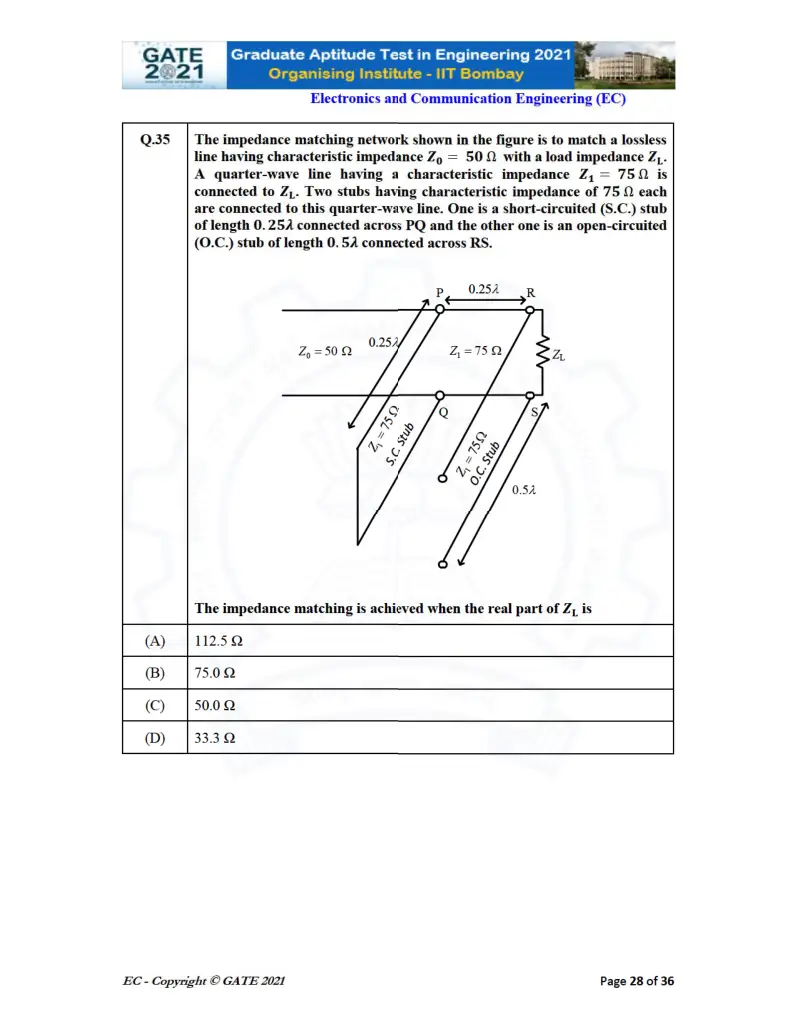 GATE
2021
Graduate Aptitude Test in Engineering 2021
Organising Institute - IIT Bombay
Electronics and Communication Engineering (EC)
Q.35
The impedance matching network shown in the figure is to match a lossless
line having characteristic impedance Z₀ = 50 Ω with a load impedance Z_L.
A quarter-wave line having a characteristic impedance Z₁ = 75 Ω is
connected to Z_L. Two stubs having characteristic impedance of 75 Ω each
are connected to this quarter-wave line. One is a short-circuited (S.C.) stub
of length 0.25λ connected across PQ and the other one is an open-circuited
(O.C.) stub of length 0.5λ connected across RS.
P
0.25λ
R
Z₀ = 50 Ω
0.25λ
Z₁ = 75 Ω
Z_L
Q
S
Z₁ = 75Ω
S.C. Stub
Z₁ = 75Ω
O.C. Stub
0.5λ
The impedance matching is achieved when the real part of Z_L is
(A) 112.5 Ω
(B) 75.0 Ω
(C) 50.0 Ω
(D) 33.3 Ω
EC - Copyright © GATE 2021
Page 28 of 36